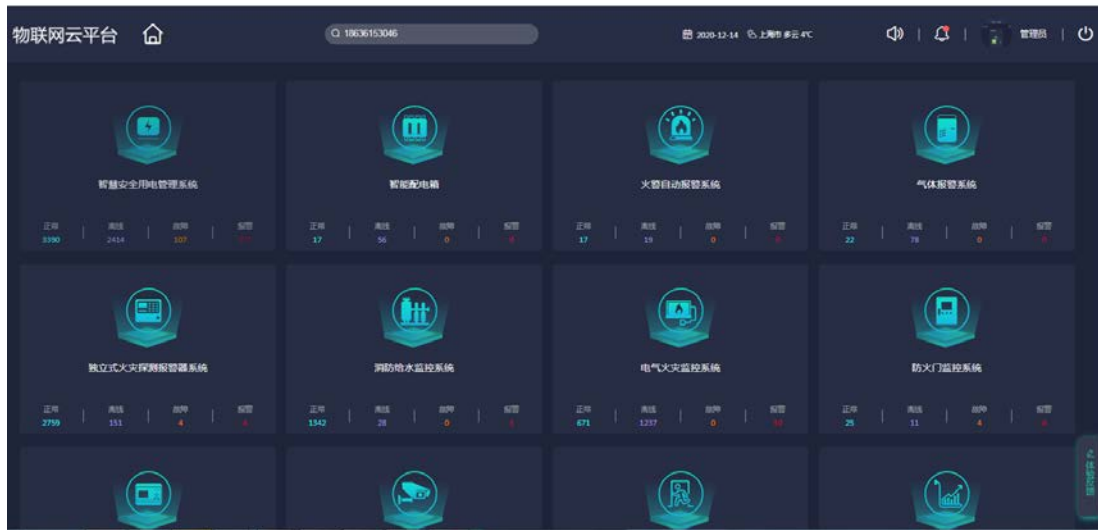 物联网云平台
18636153046
2020-12-14 上海市 多云 4℃
管理员
智慧安全用电管理系统
正常 离线 故障 报警
3390 2414 107
智能配电箱
正常 离线 故障 报警
17 56 0
火警自动报警系统
正常 离线 故障 报警
17 19 0
气体报警系统
正常 离线 故障 报警
22 78 0
独立式火灾探测报警器系统
正常 离线 故障 报警
2759 151 4
消防给水监控系统
正常 离线 故障 报警
1342 28 0
电气火灾监控系统
正常 离线 故障 报警
671 1237 0
防火门监控系统
正常 离线 故障 报警
25 11 4